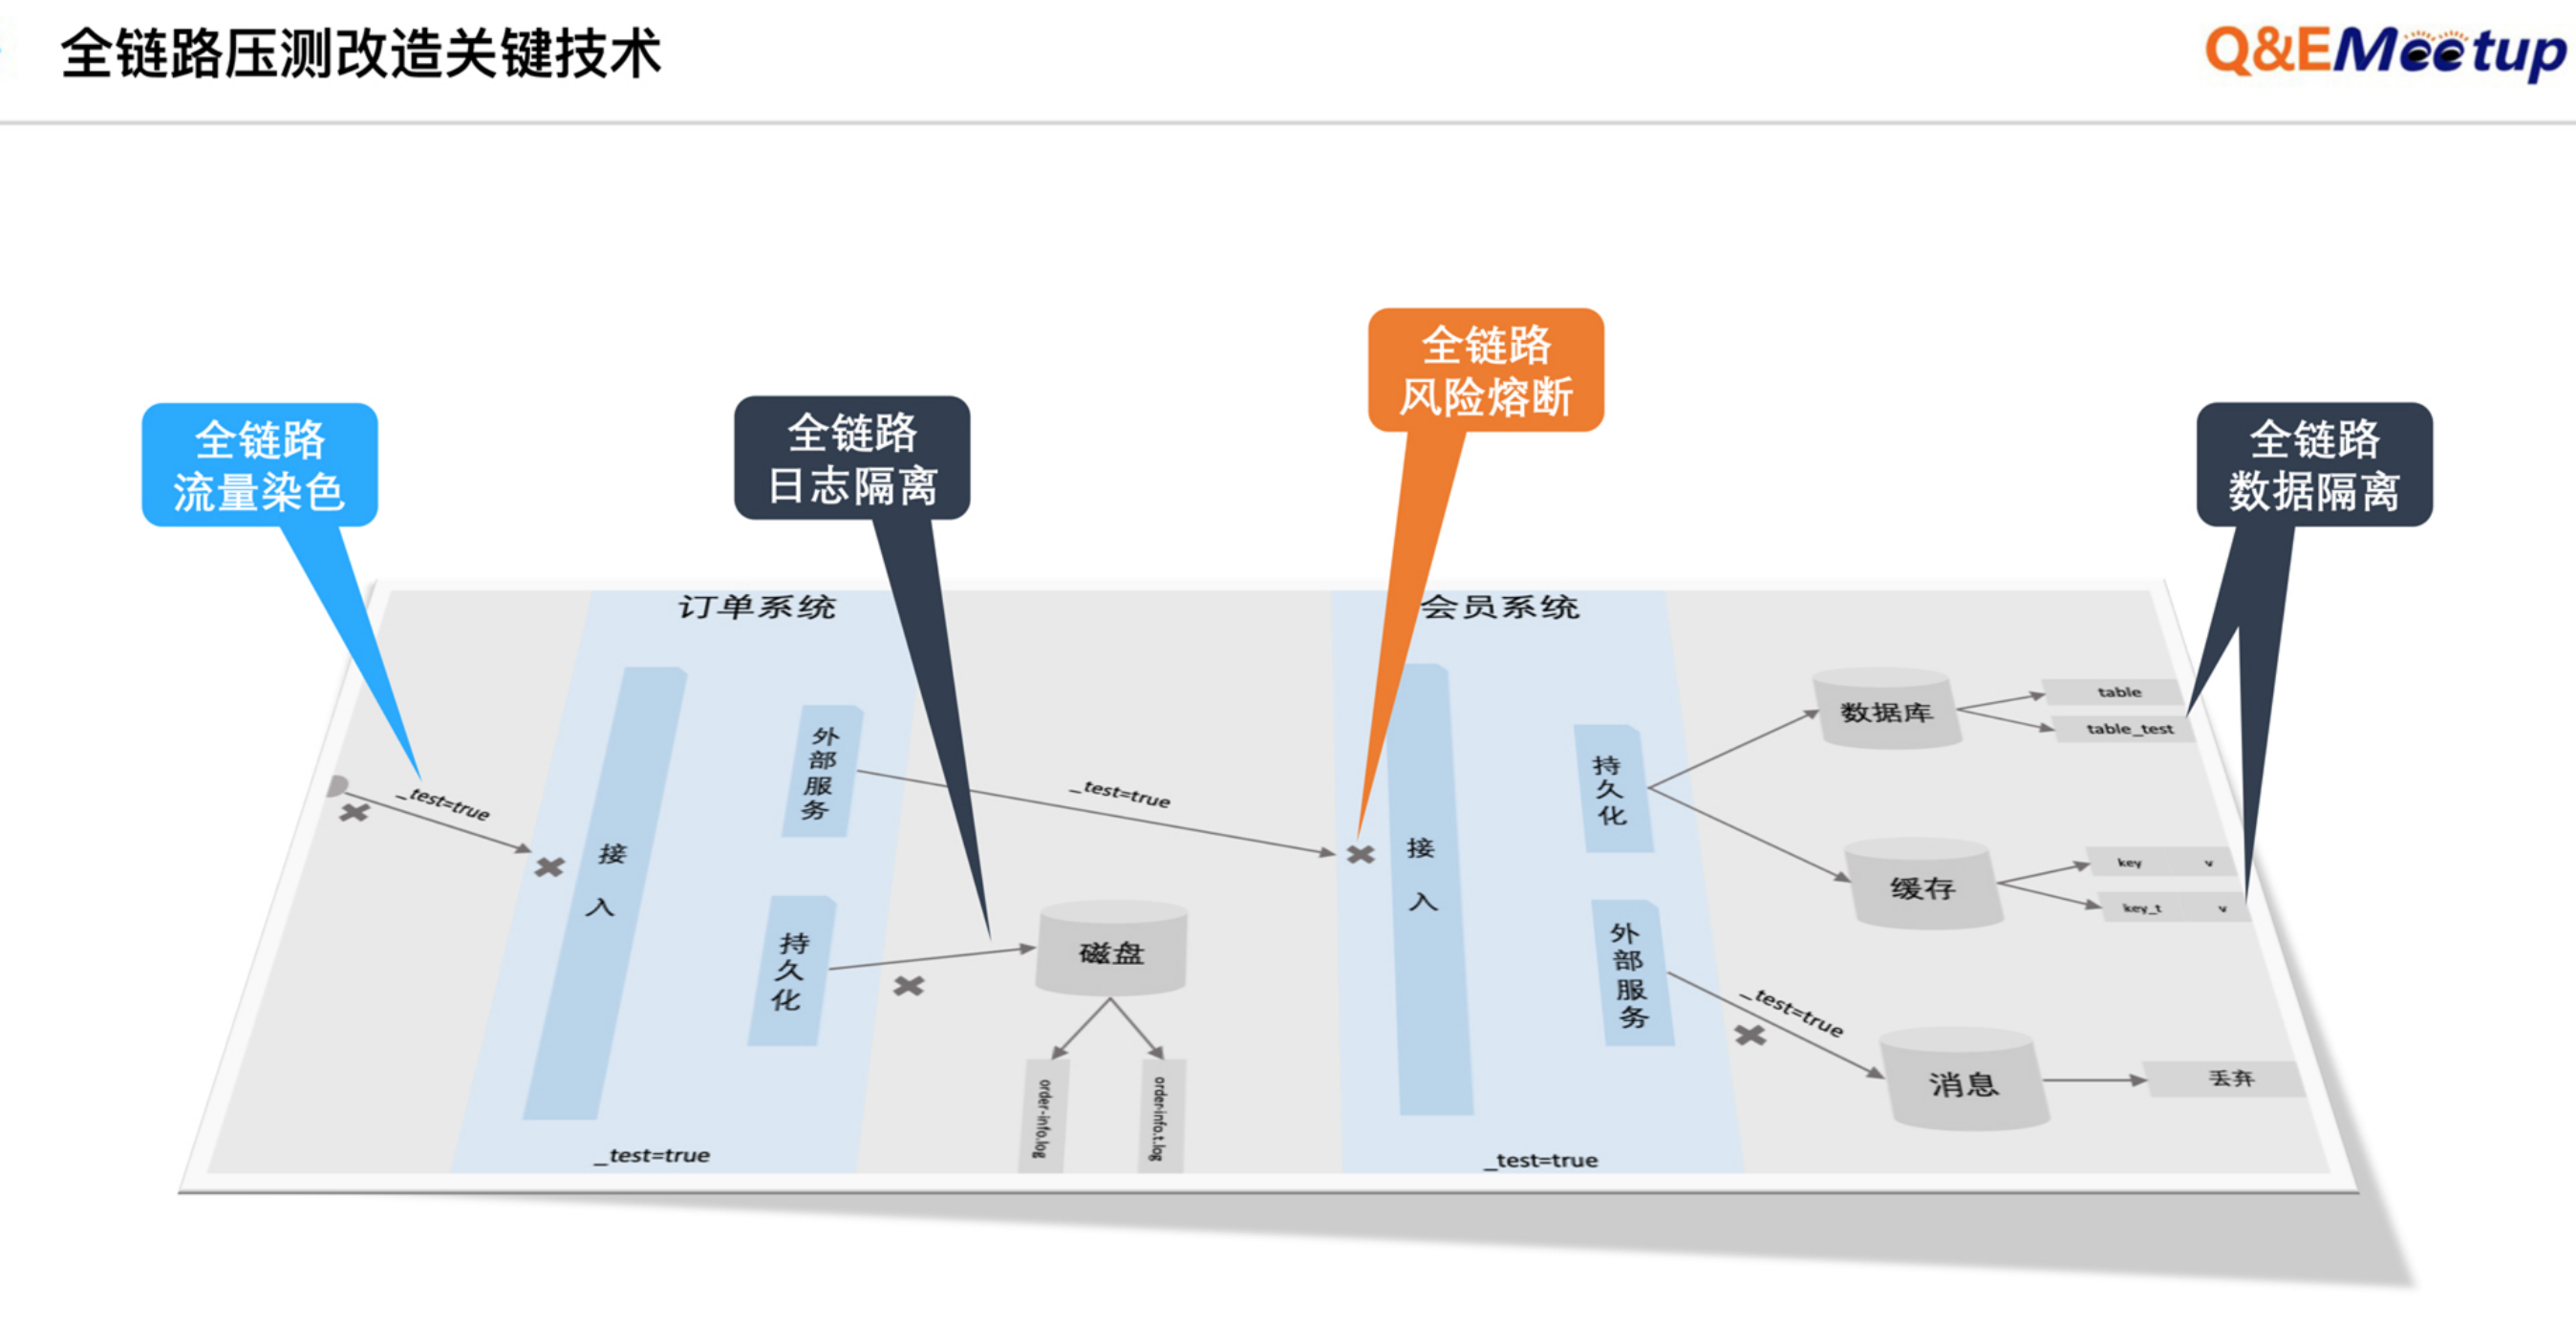 全链路压测改造关键技术
Q&EMeetup
全链路
流量染色
全链路
日志隔离
全链路
风险熔断
全链路
数据隔离
订单系统
会员系统
_test=true
接入
外部服务
持久化
_test=true
磁盘
order-info.log
order-info.t.log
_test=true
接入
持久化
外部服务
_test=true
_test=true
数据库
table
table_test
缓存
key v
key_t v
消息
丢弃